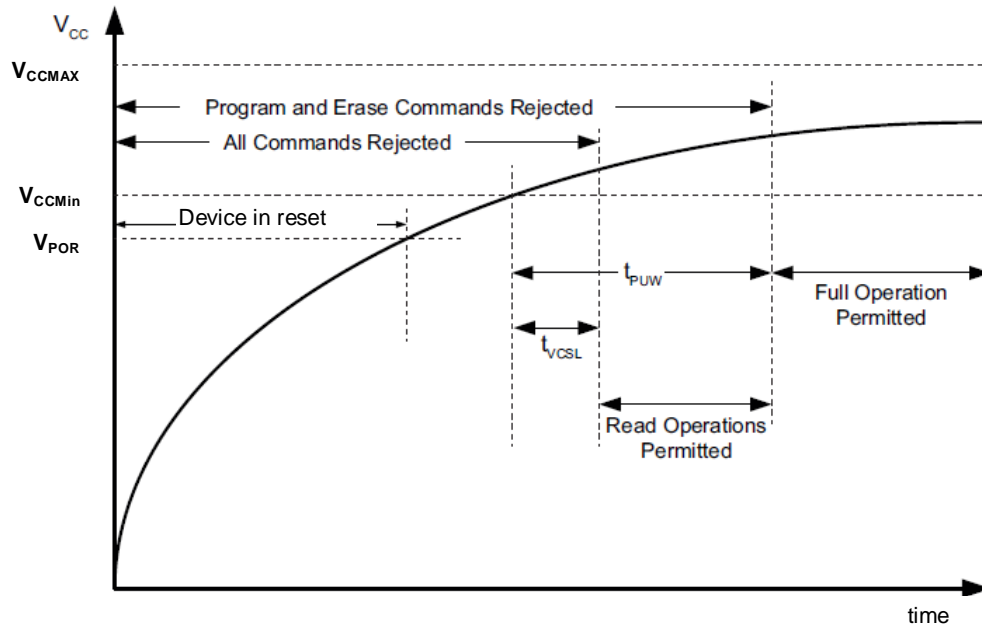 VCC
VCCMAX
Program and Erase Commands Rejected
All Commands Rejected
VCCMin
Device in reset
VPOR
tPUW
Full Operation
Permitted
tVCSL
Read Operations
Permitted
time